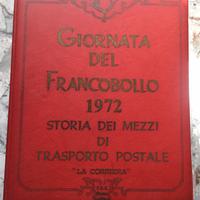 GIORNATA
DEL
FRANCOBOLLO
1972
STORIA DEI MEZZI
DI
TRASPORTO POSTALE
"LA CORRIERA"